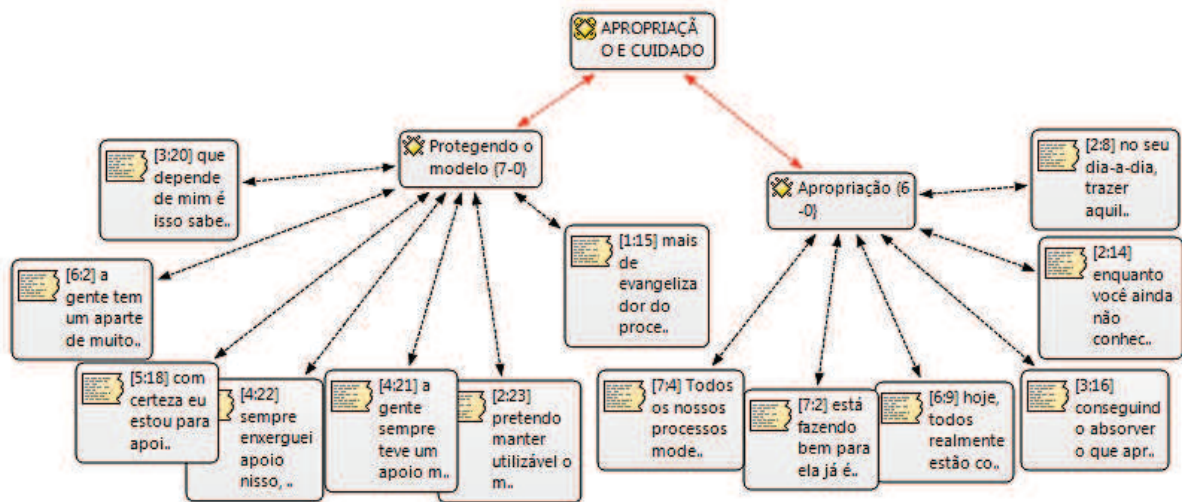 APROPRIAÇÃ
O E CUIDADO
Protegendo o
modelo {7-0}
Apropriação {6
-0}
[3:20] que
depende
de mim é
isso sabe..
[6:2] a
gente tem
um aparte
de muito..
[5:18] com
certeza eu
estou para
apoi..
[4:22]
sempre
enxerguei
apoio
nisso, ..
[4:21] a
gente
sempre
teve um
apoio m..
[2:23]
pretendo
manter
utilizável o
m..
[1:15] mais
de
evangeliza
dor do
proce..
[7:4] Todos
os nossos
processos
mode..
[7:2] está
fazendo
bem para
ela já é..
[6:9] hoje,
todos
realmente
estão co..
[3:16]
conseguind
o absorver
o que apr..
[2:14]
enquanto
você ainda
não
conhec..
[2:8] no seu
dia-a-dia,
trazer
aquil..